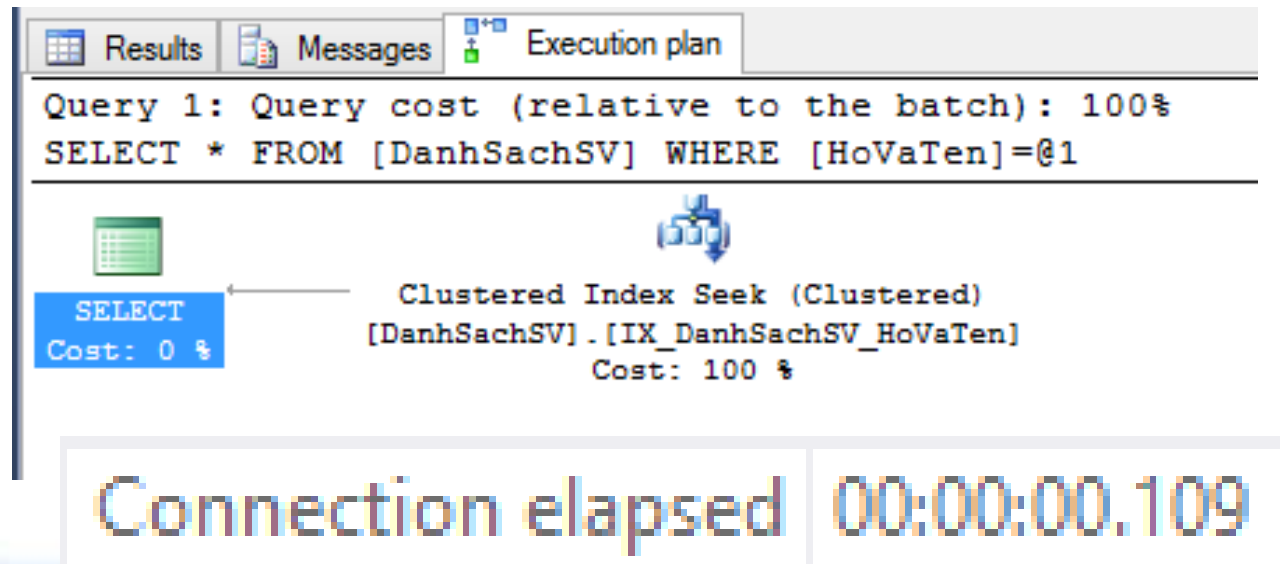 Results Messages Execution plan
Query 1: Query cost (relative to the batch): 100%
SELECT * FROM [DanhSachSV] WHERE [HoVaTen]=@1
SELECT
Cost: 0 %
Clustered Index Seek (Clustered)
[DanhSachSV].[IX_DanhSachSV_HoVaTen]
Cost: 100 %
Connection elapsed 00:00:00.109